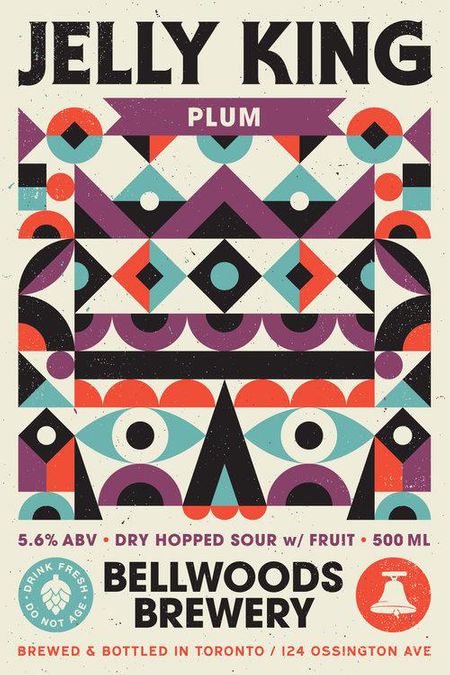 JELLY KING
PLUM
5.6% ABV • DRY HOPPED SOUR w/ FRUIT • 500 ML
DRINK FRESH •
DO NOT AGE •
BELLWOODS
BREWERY
BREWED & BOTTLED IN TORONTO / 124 OSSINGTON AVE